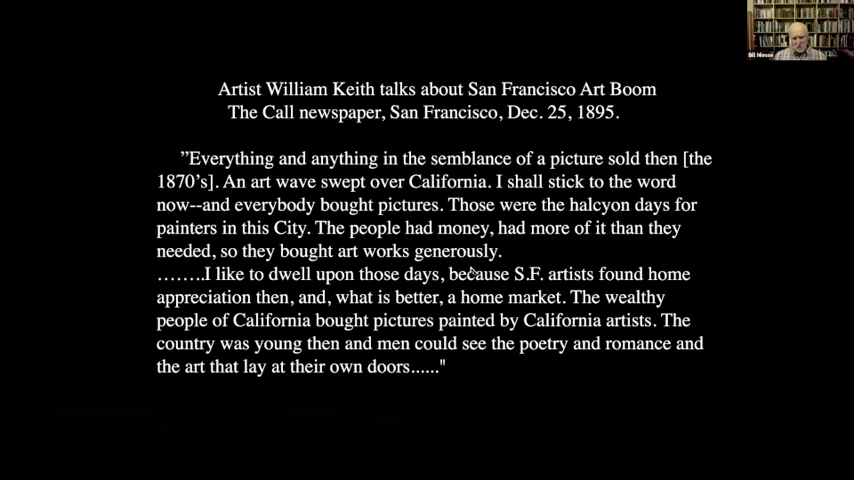 Bill Miesse
Artist William Keith talks about San Francisco Art Boom
The Call newspaper, San Francisco, Dec. 25, 1895.
”Everything and anything in the semblance of a picture sold then [the
1870’s]. An art wave swept over California. I shall stick to the word
now--and everybody bought pictures. Those were the halcyon days for
painters in this City. The people had money, had more of it than they
needed, so they bought art works generously.
........I like to dwell upon those days, because S.F. artists found home
appreciation then, and, what is better, a home market. The wealthy
people of California bought pictures painted by California artists. The
country was young then and men could see the poetry and romance and
the art that lay at their own doors......"